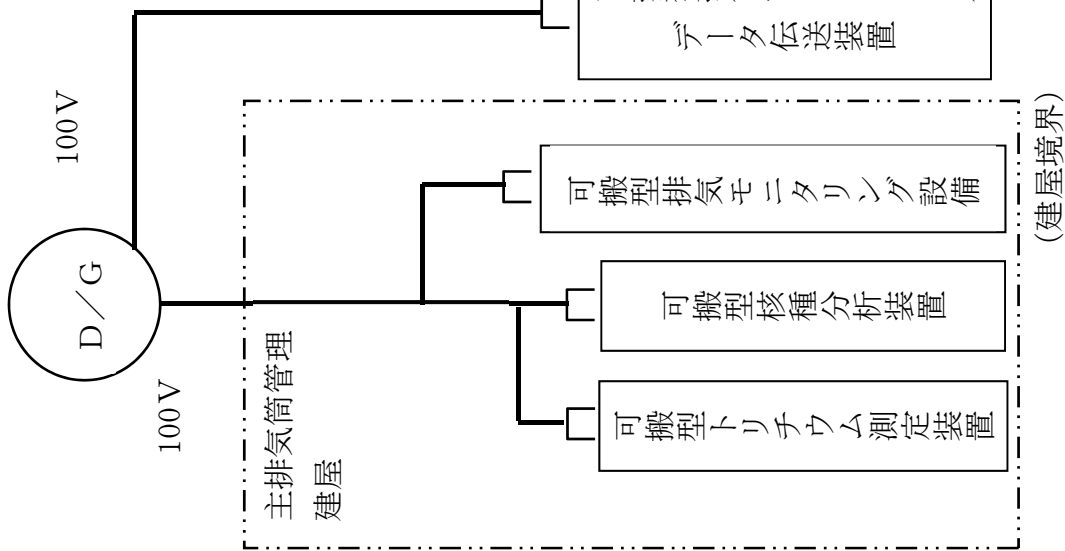 D／G
100V
100V
データ伝送装置
主排気筒管理
建屋
可搬型排気モニタリング設備
可搬型核種分析装置
可搬型トリチウム測定装置
(建屋境界)